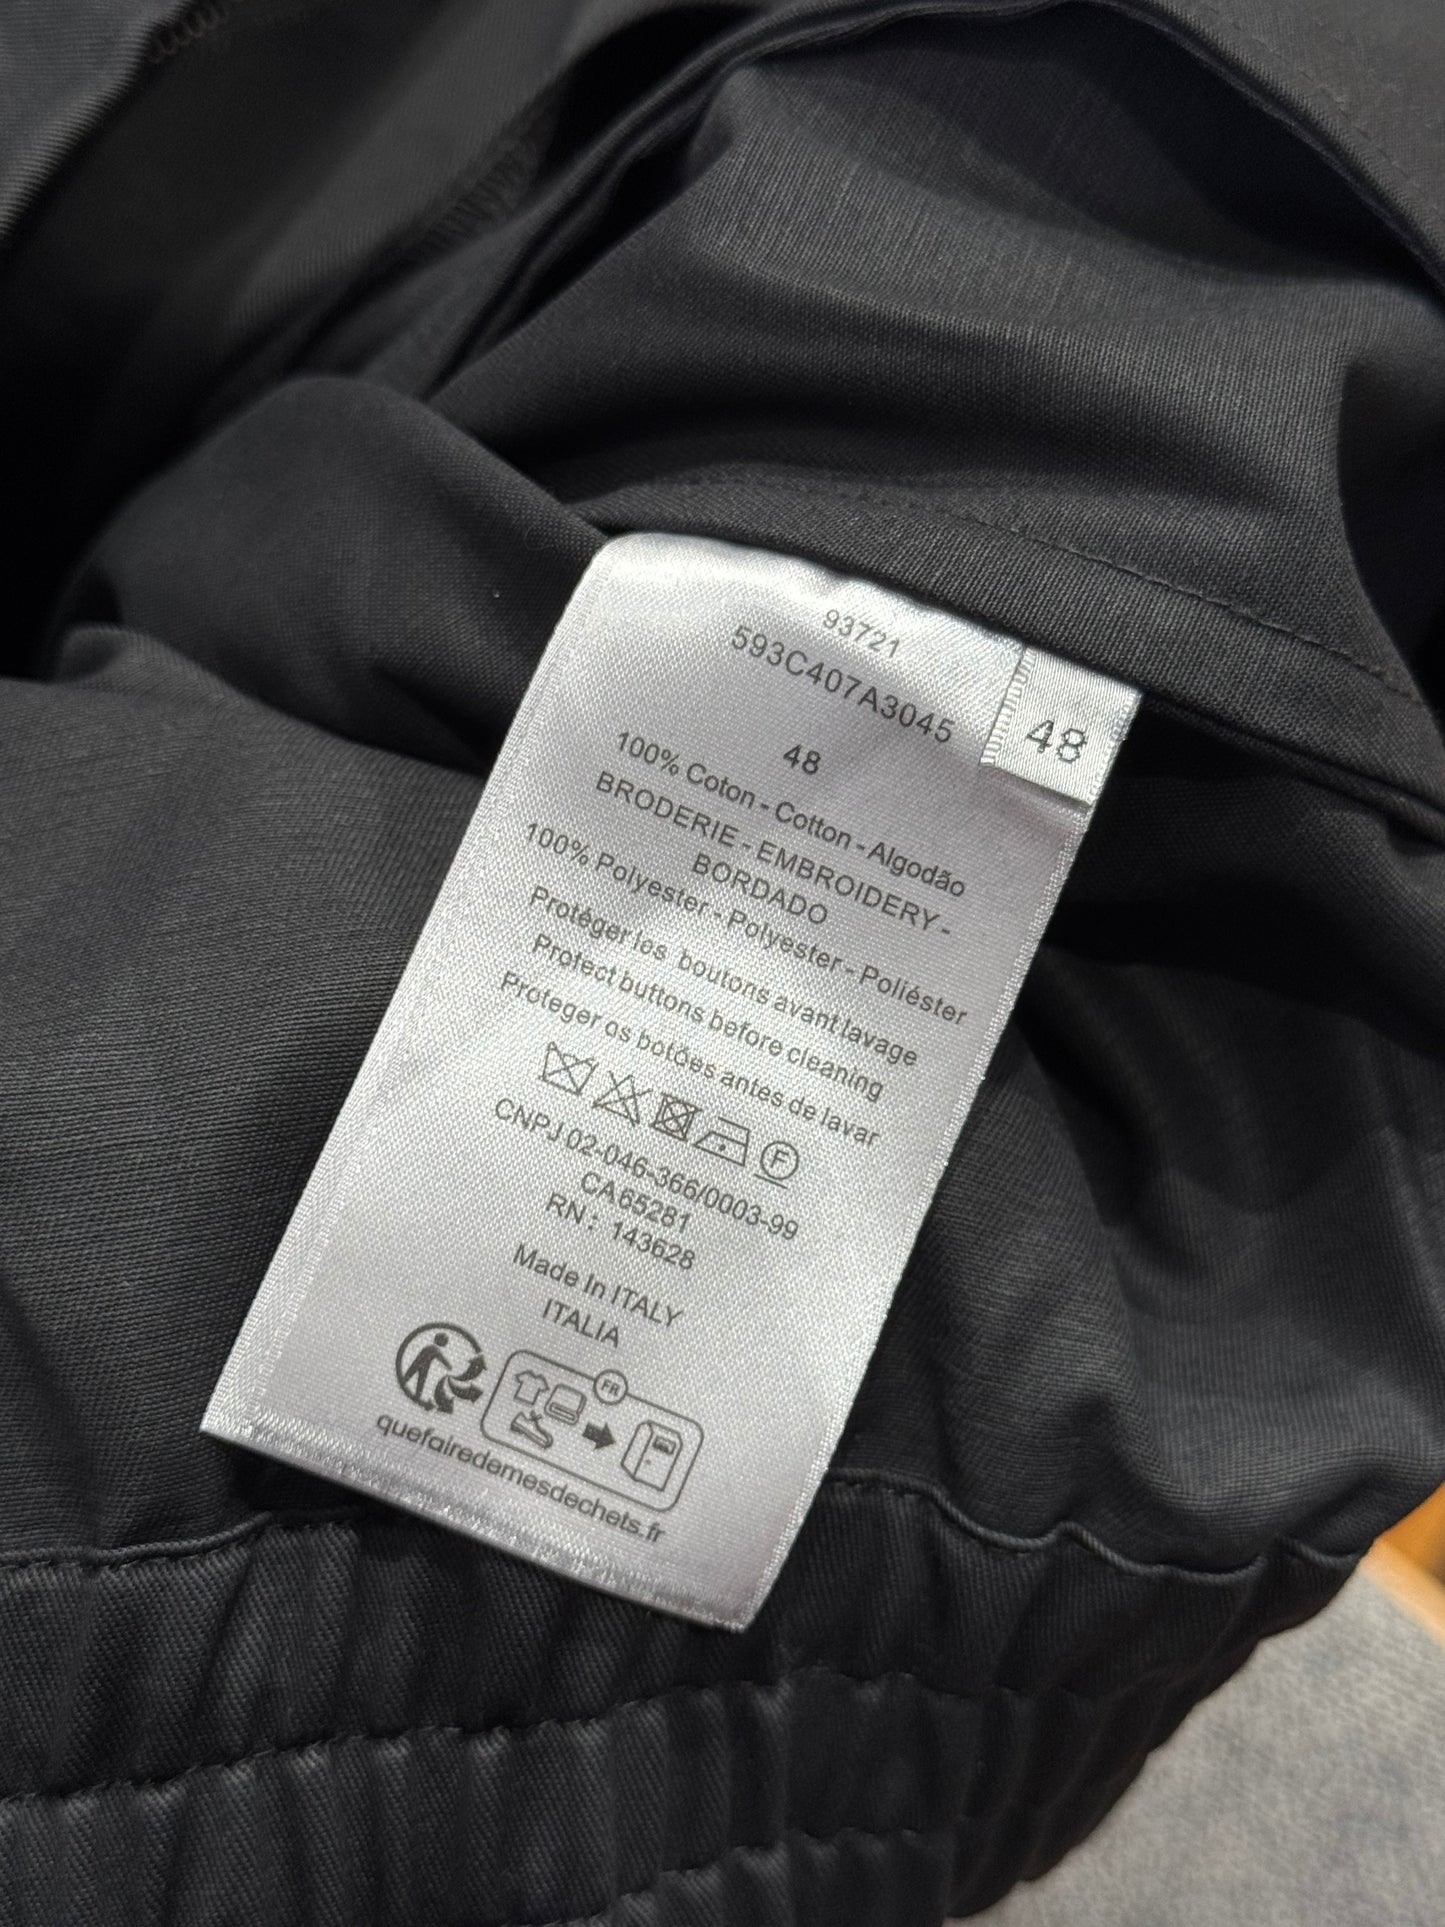 93721
593C407A3045
48
48
100% Coton - Cotton - Algodão
BRODERIE - EMBROIDERY -
BORDADO
100% Polyester - Polyester - Poliéster
Protéger les boutons avant lavage
Protect buttons before cleaning
Proteger os botões antes de lavar
F
CNPJ 02-046-366/0003-99
CA65281
RN : 143628
Made In ITALY
ITALIA
FR
quefairedemesdechets.fr